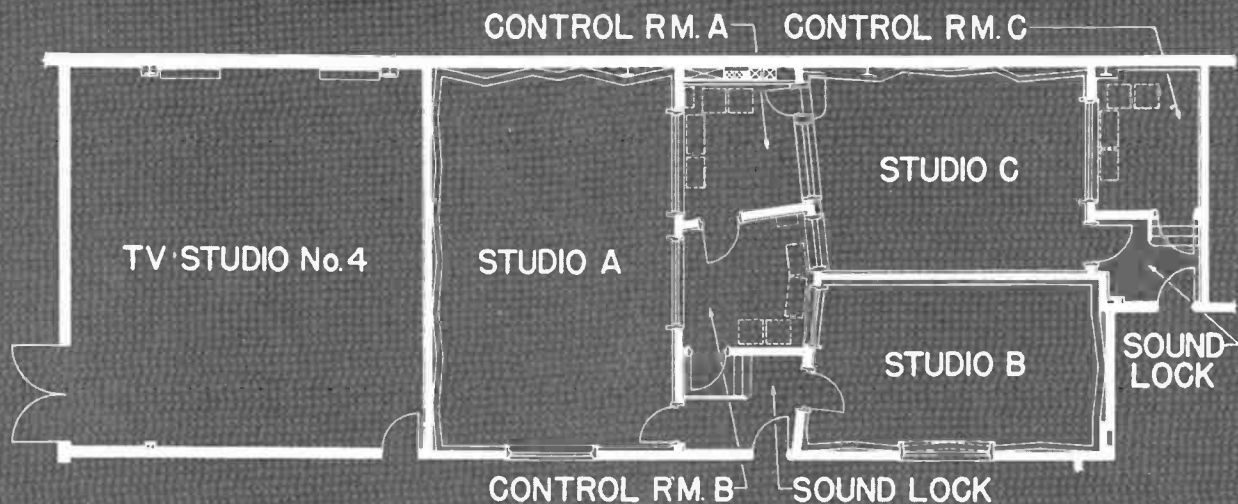 CONTROL RM. A
CONTROL RM. C
TV STUDIO No. 4
STUDIO A
STUDIO C
STUDIO B
SOUND
LOCK
CONTROL RM. B
SOUND LOCK